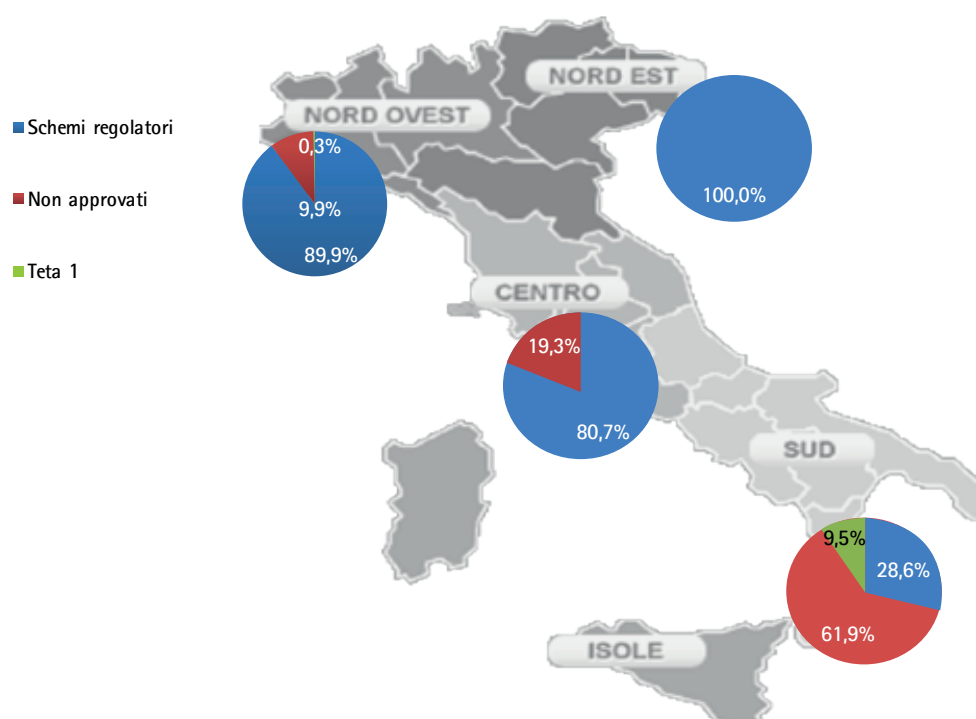 Schemi regolatori
Non approvati
Teta 1
NORD EST
100,0%
NORD OVEST
0,3%
9,9%
89,9%
CENTRO
19,3%
80,7%
SUD
9,5%
28,6%
61,9%
ISOLE